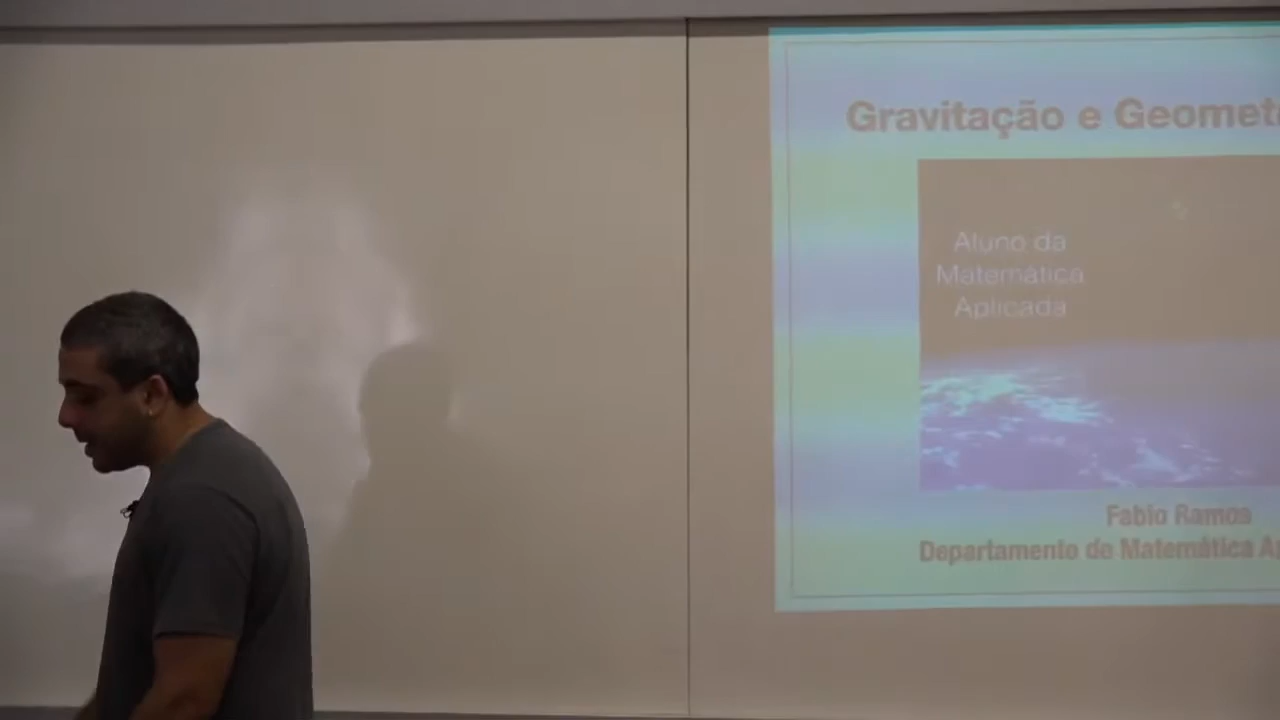 Gravitação e Geomet
Aluno da
Matemática
Aplicada
Fabio Ramos
Departamento de Matemática